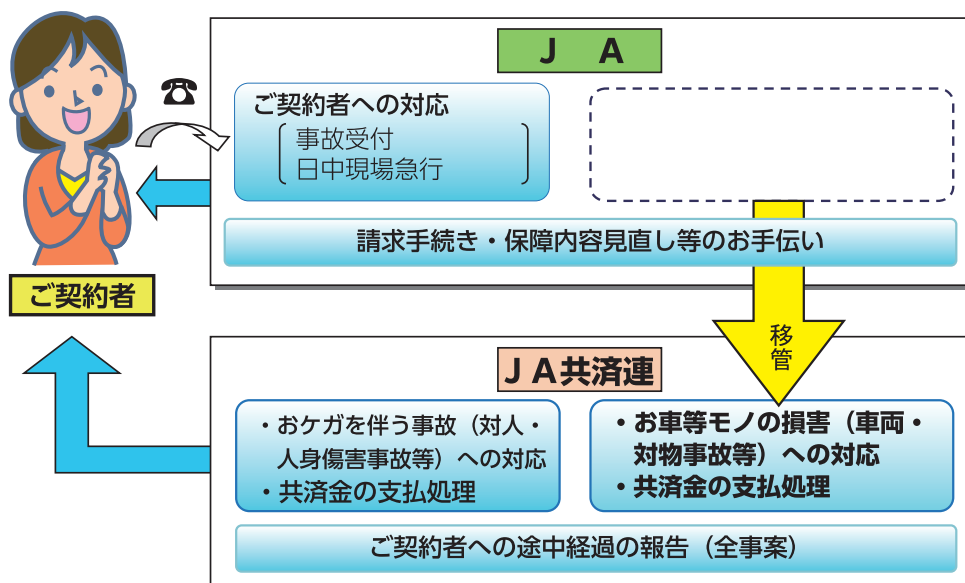 J A
ご契約者への対応
事故受付
日中現場急行
請求手続き・保障内容見直し等のお手伝い
ご契約者
移管
JA共済連
・おケガを伴う事故（対人・
人身傷害事故等）への対応
・共済金の支払処理
・お車等モノの損害（車両・
対物事故等）への対応
・共済金の支払処理
ご契約者への途中経過の報告（全事案）